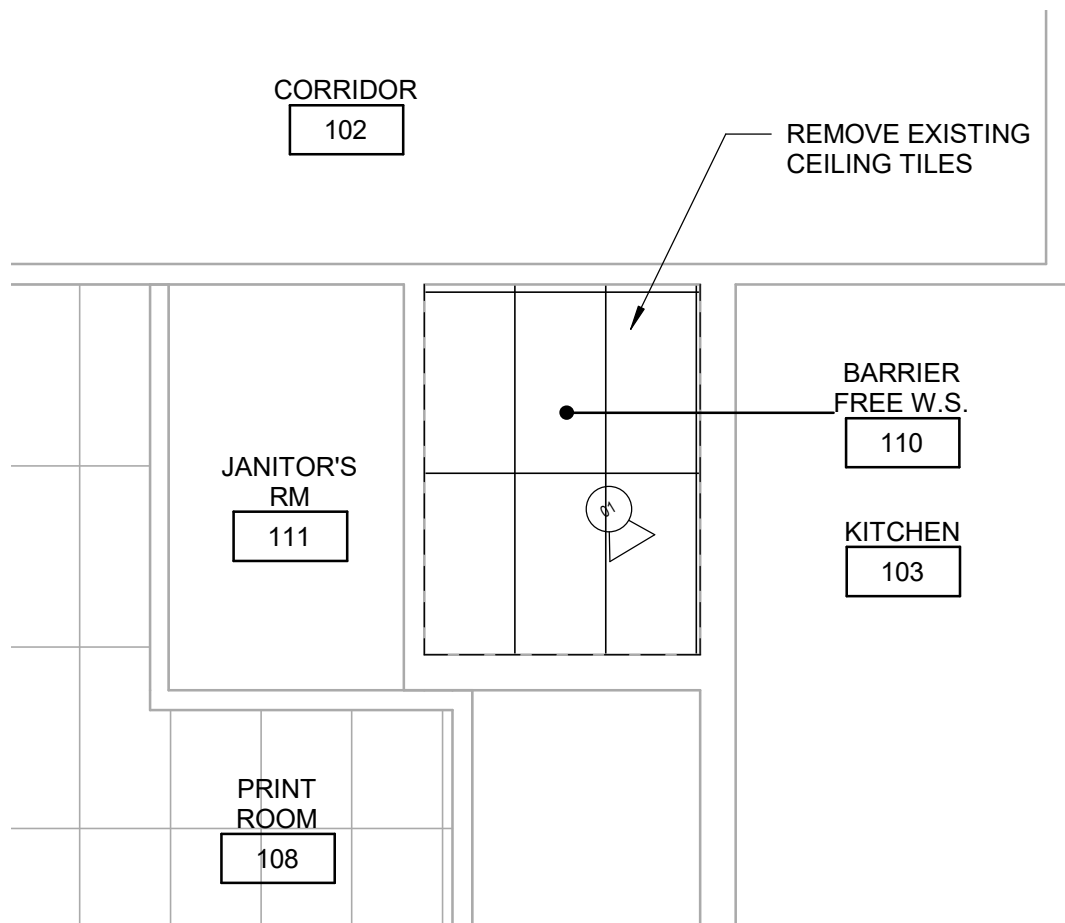 CORRIDOR
102
REMOVE EXISTING
CEILING TILES
BARRIER
FREE W.S.
110
JANITOR'S
RM
111
01
KITCHEN
103
PRINT
ROOM
108